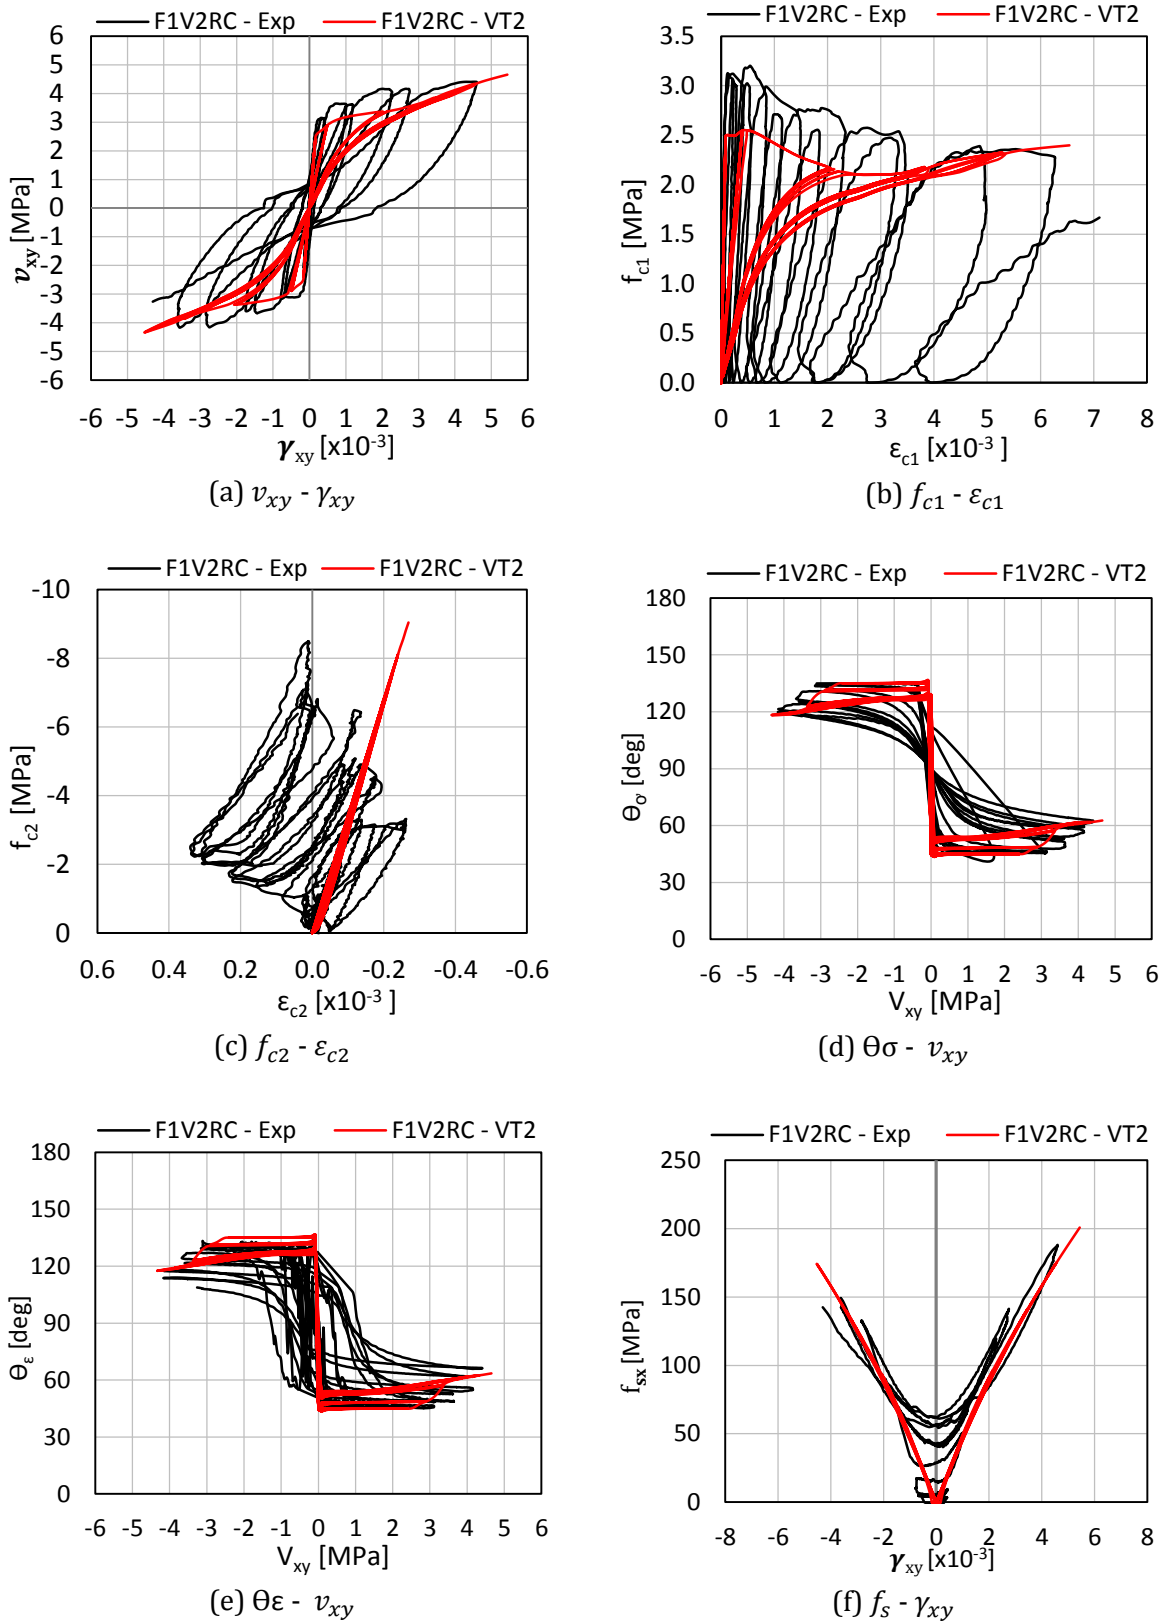 F1V2RC - Exp F1V2RC - VT2
6
5
4
3
2
1
0
-1
-2
-3
-4
-5
-6
v_xy [MPa]
-6 -5 -4 -3 -2 -1 0 1 2 3 4 5 6
γ_xy [x10⁻³]
(a) v_xy - γ_xy
F1V2RC - Exp F1V2RC - VT2
3.5
3.0
2.5
2.0
1.5
1.0
0.5
0.0
f_c1 [MPa]
0 1 2 3 4 5 6 7 8
ε_c1 [x10⁻³ ]
(b) f_c1 - ε_c1
F1V2RC - Exp F1V2RC - VT2
-10
-8
-6
-4
-2
0
f_c2 [MPa]
0.6 0.4 0.2 0.0 -0.2 -0.4 -0.6
ε_c2 [x10⁻³ ]
(c) f_c2 - ε_c2
F1V2RC - Exp F1V2RC - VT2
180
150
120
90
60
30
0
Θ_σ [deg]
-6 -5 -4 -3 -2 -1 0 1 2 3 4 5 6
V_xy [MPa]
(d) Θσ - v_xy
F1V2RC - Exp F1V2RC - VT2
180
150
120
90
60
30
0
Θ_ε [deg]
-6 -5 -4 -3 -2 -1 0 1 2 3 4 5 6
V_xy [MPa]
(e) Θε - v_xy
F1V2RC - Exp F1V2RC - VT2
250
200
150
100
50
0
f_sx [MPa]
-8 -6 -4 -2 0 2 4 6 8
γ_xy [x10⁻³]
(f) f_s - γ_xy